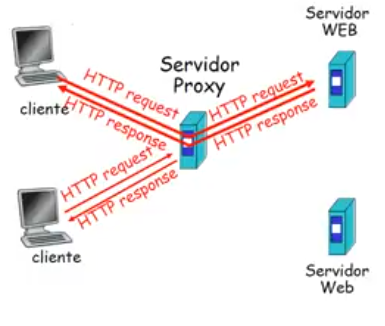 Servidor
WEB
Servidor
Proxy
HTTP request
HTTP request
cliente
HTTP response
HTTP response
HTTP request
HTTP response
cliente
Servidor
Web